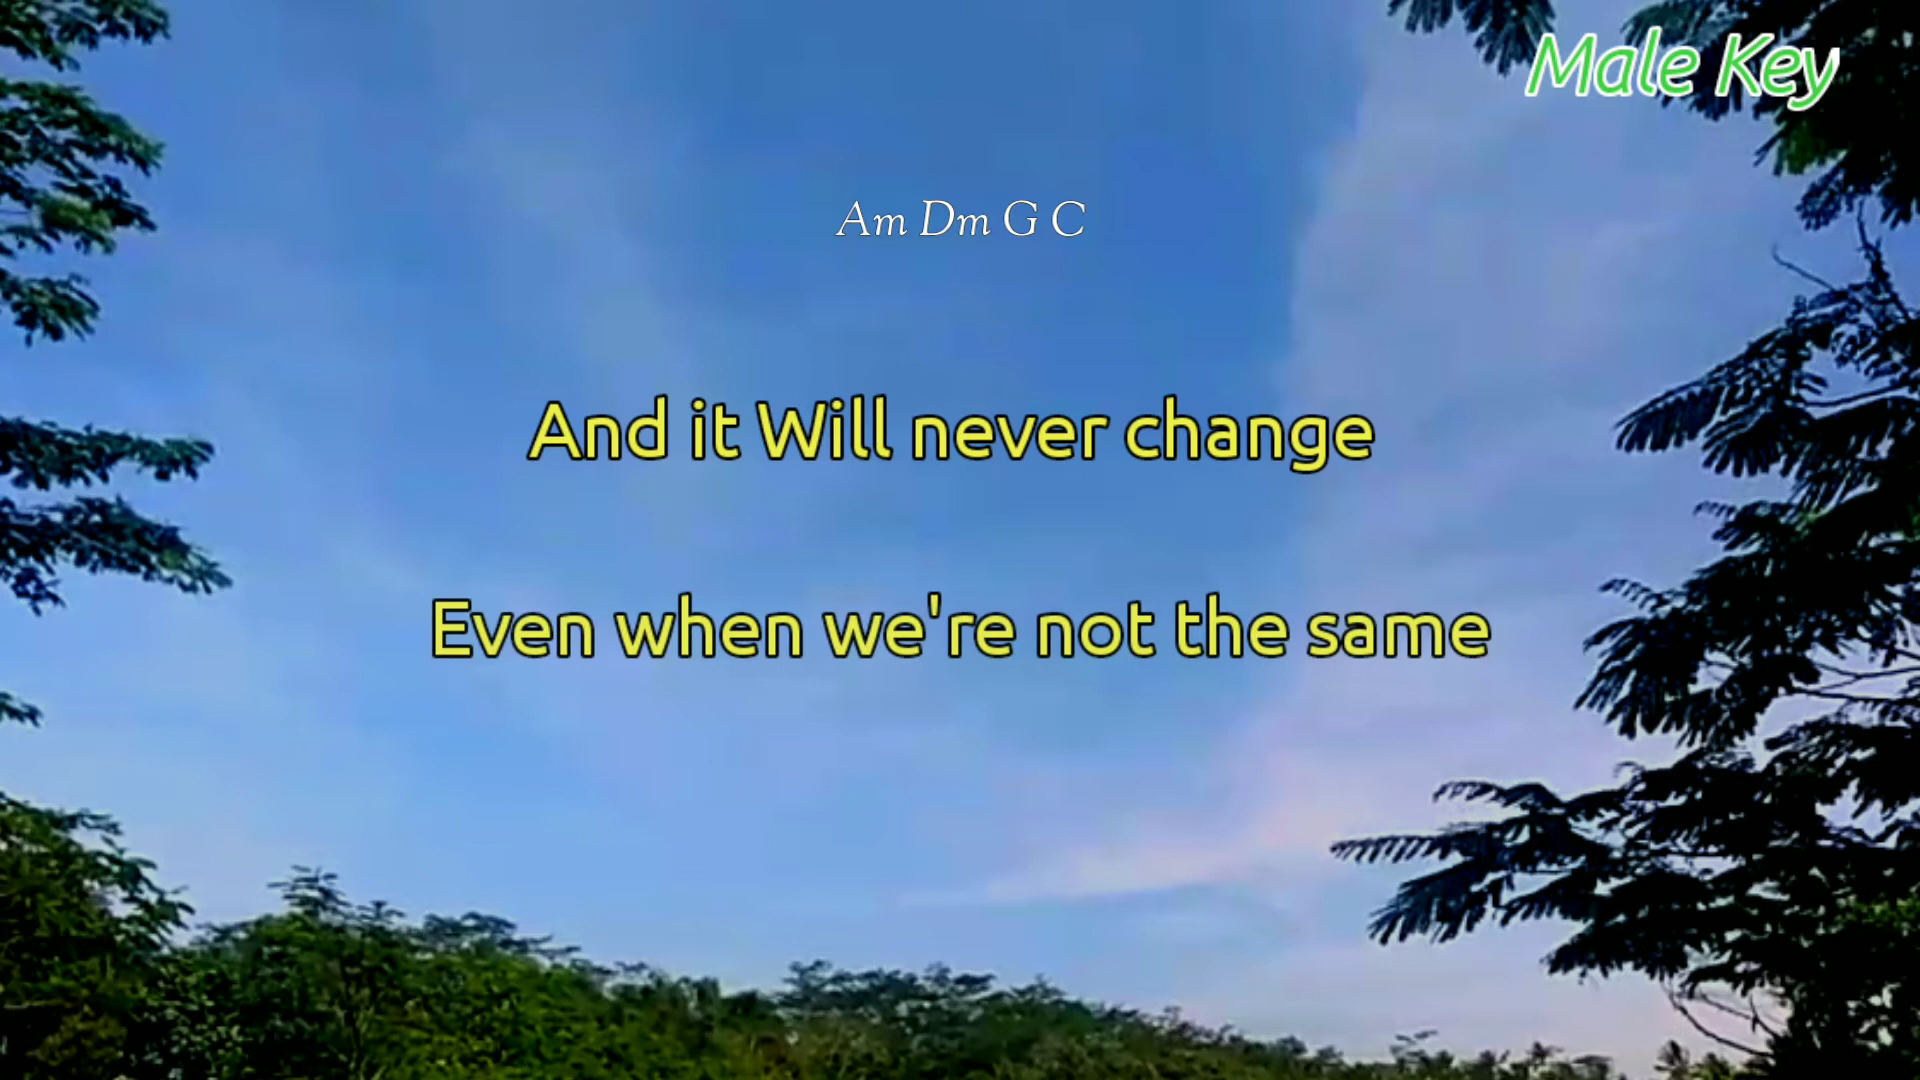 Male Key
Am Dm G C
And it Will never change
Even when we're not the same